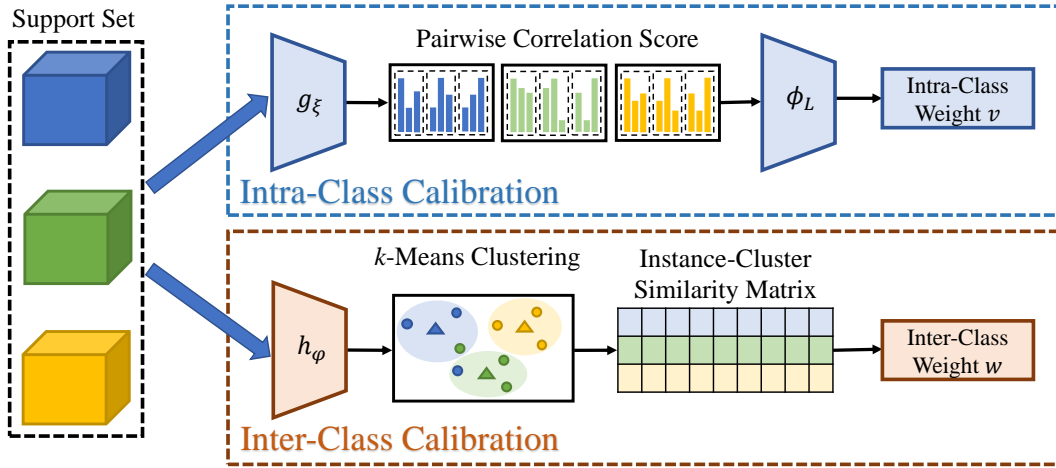 Support Set
Pairwise Correlation Score
g_ξ
ϕ_L
Intra-Class
Weight v
Intra-Class Calibration
k-Means Clustering
Instance-Cluster
Similarity Matrix
h_φ
Inter-Class
Weight w
Inter-Class Calibration